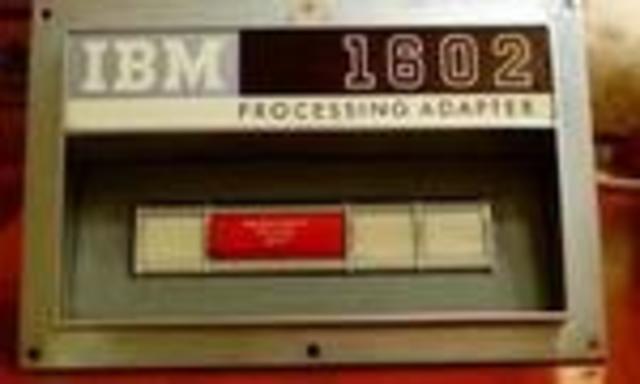 IBM 1602
PROCESSING ADAPTER